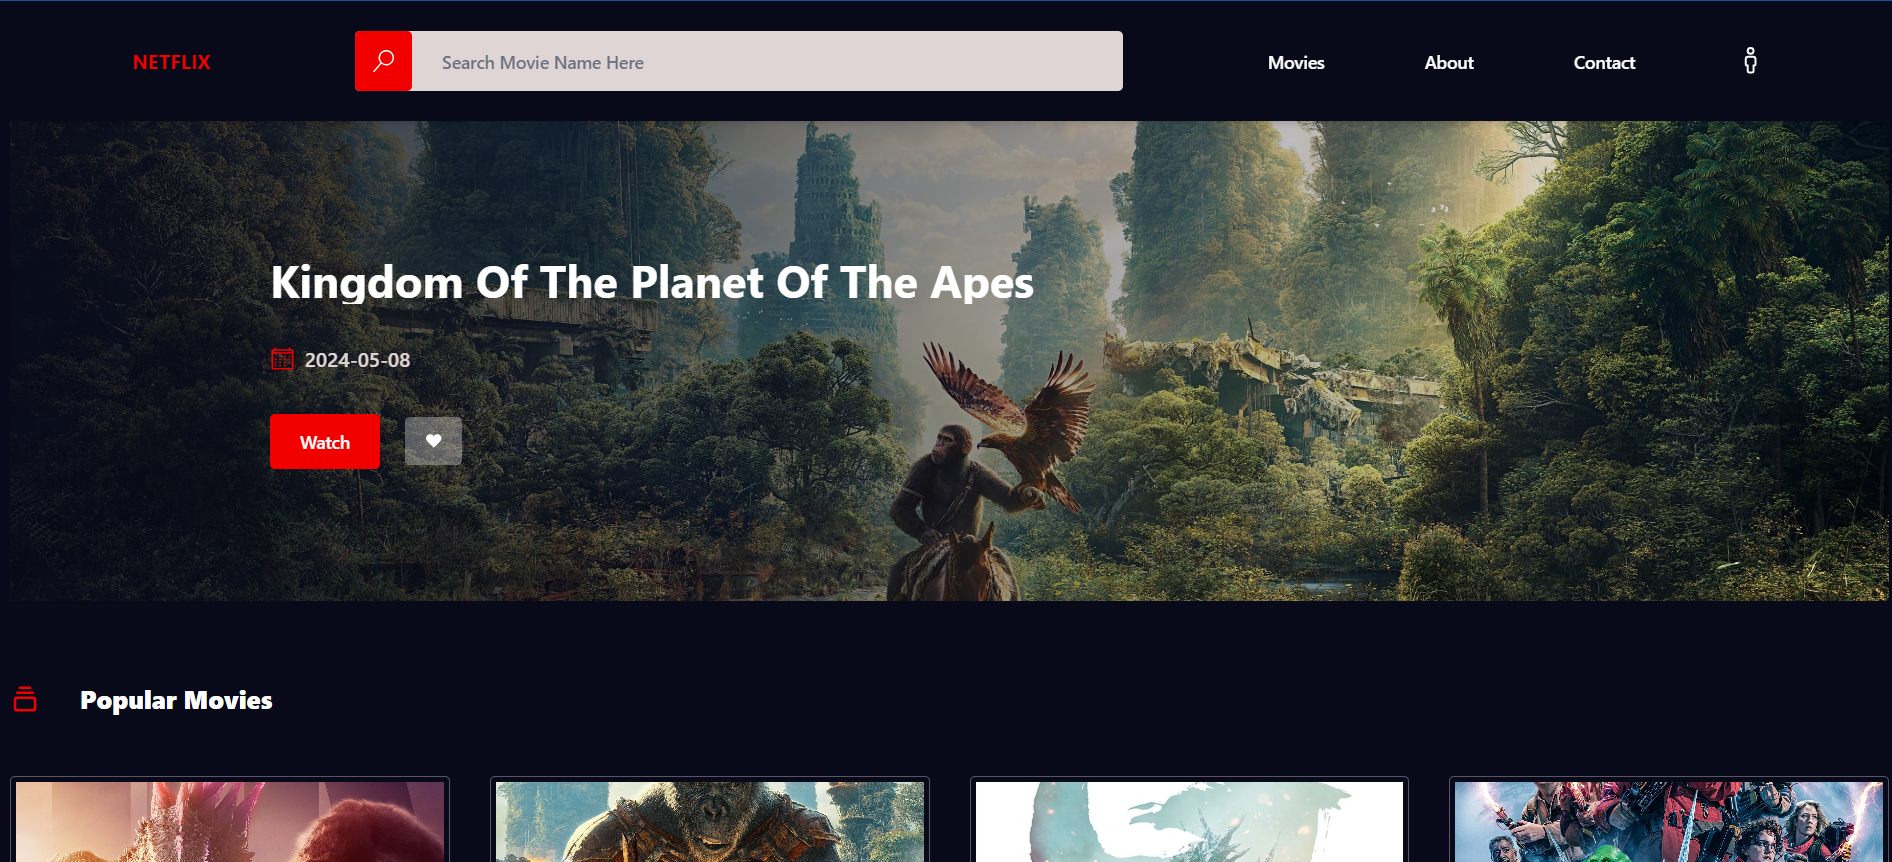 NETFLIX
Search Movie Name Here
Movies
About
Contact
Kingdom Of The Planet Of The Apes
2024-05-08
Watch
Popular Movies